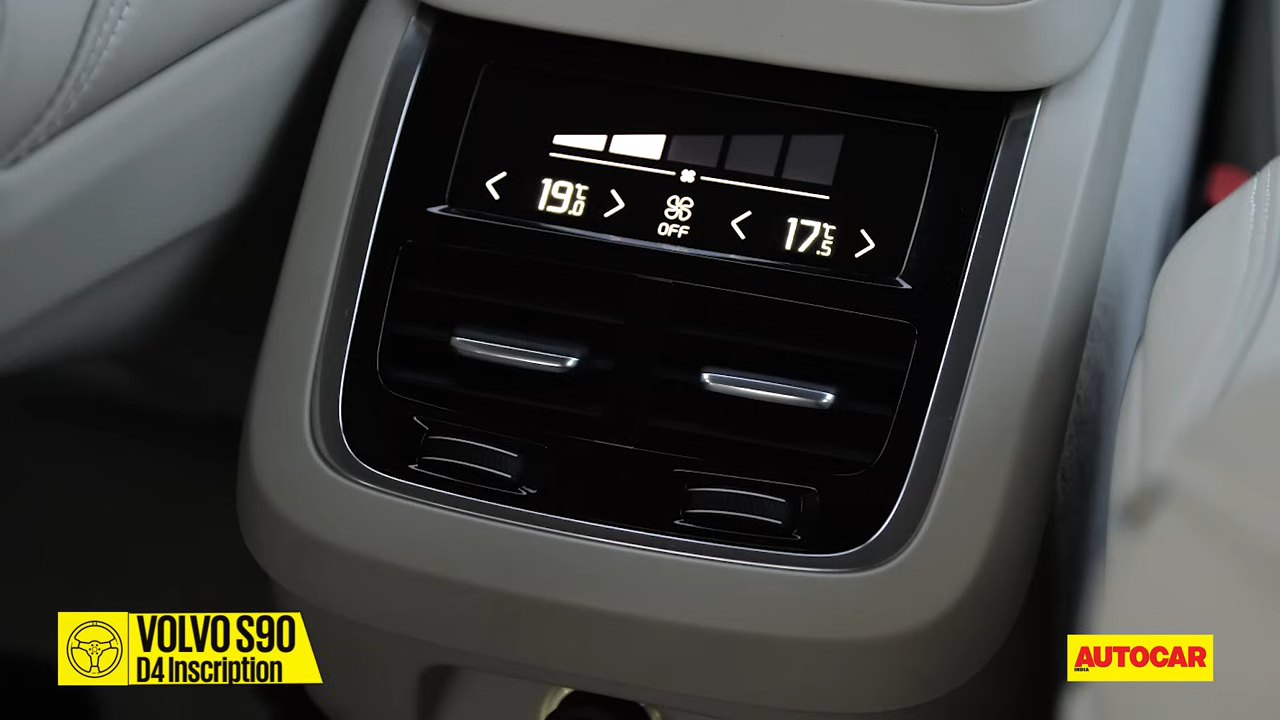 19.0°C
OFF
17.5°C
VOLVO S90
D4 Inscription
AUTOCAR
INDIA